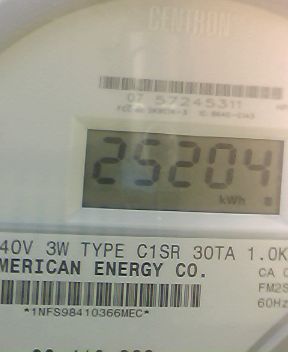 CENTRON
07 57245311
25204
kWh
40V 3W TYPE C1SR 30TA 1.0K
MERICAN ENERGY CO.
CA 0
FM2S
60Hz
*1NFS98410366MEC*